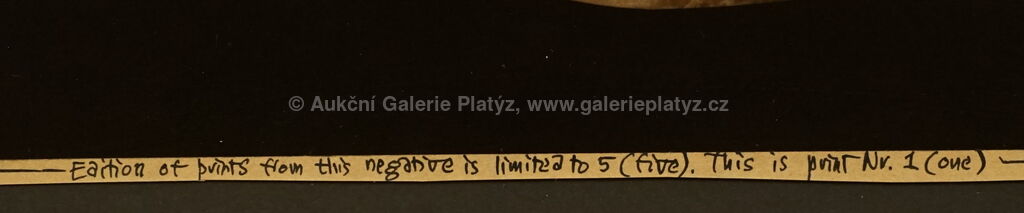 © Aukční Galerie Platýz, www.galerieplatyz.cz
Edition of prints from this negative is limited to 5 (five). This is print Nr. 1 (one)